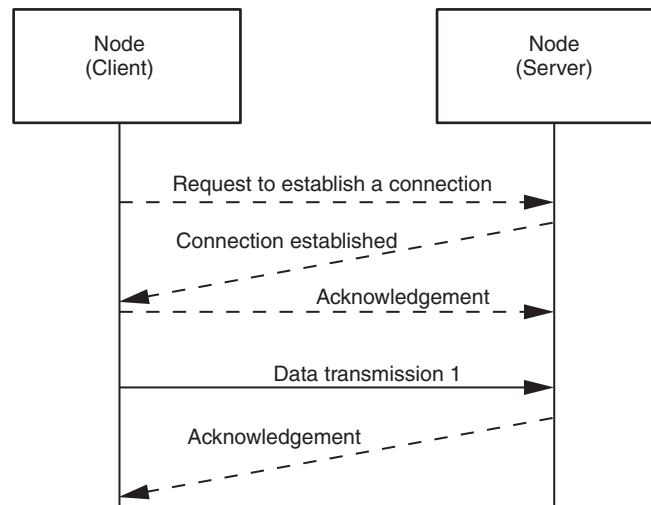 Node
(Client)
Node
(Server)
Request to establish a connection
Connection established
Acknowledgement
Data transmission 1
Acknowledgement